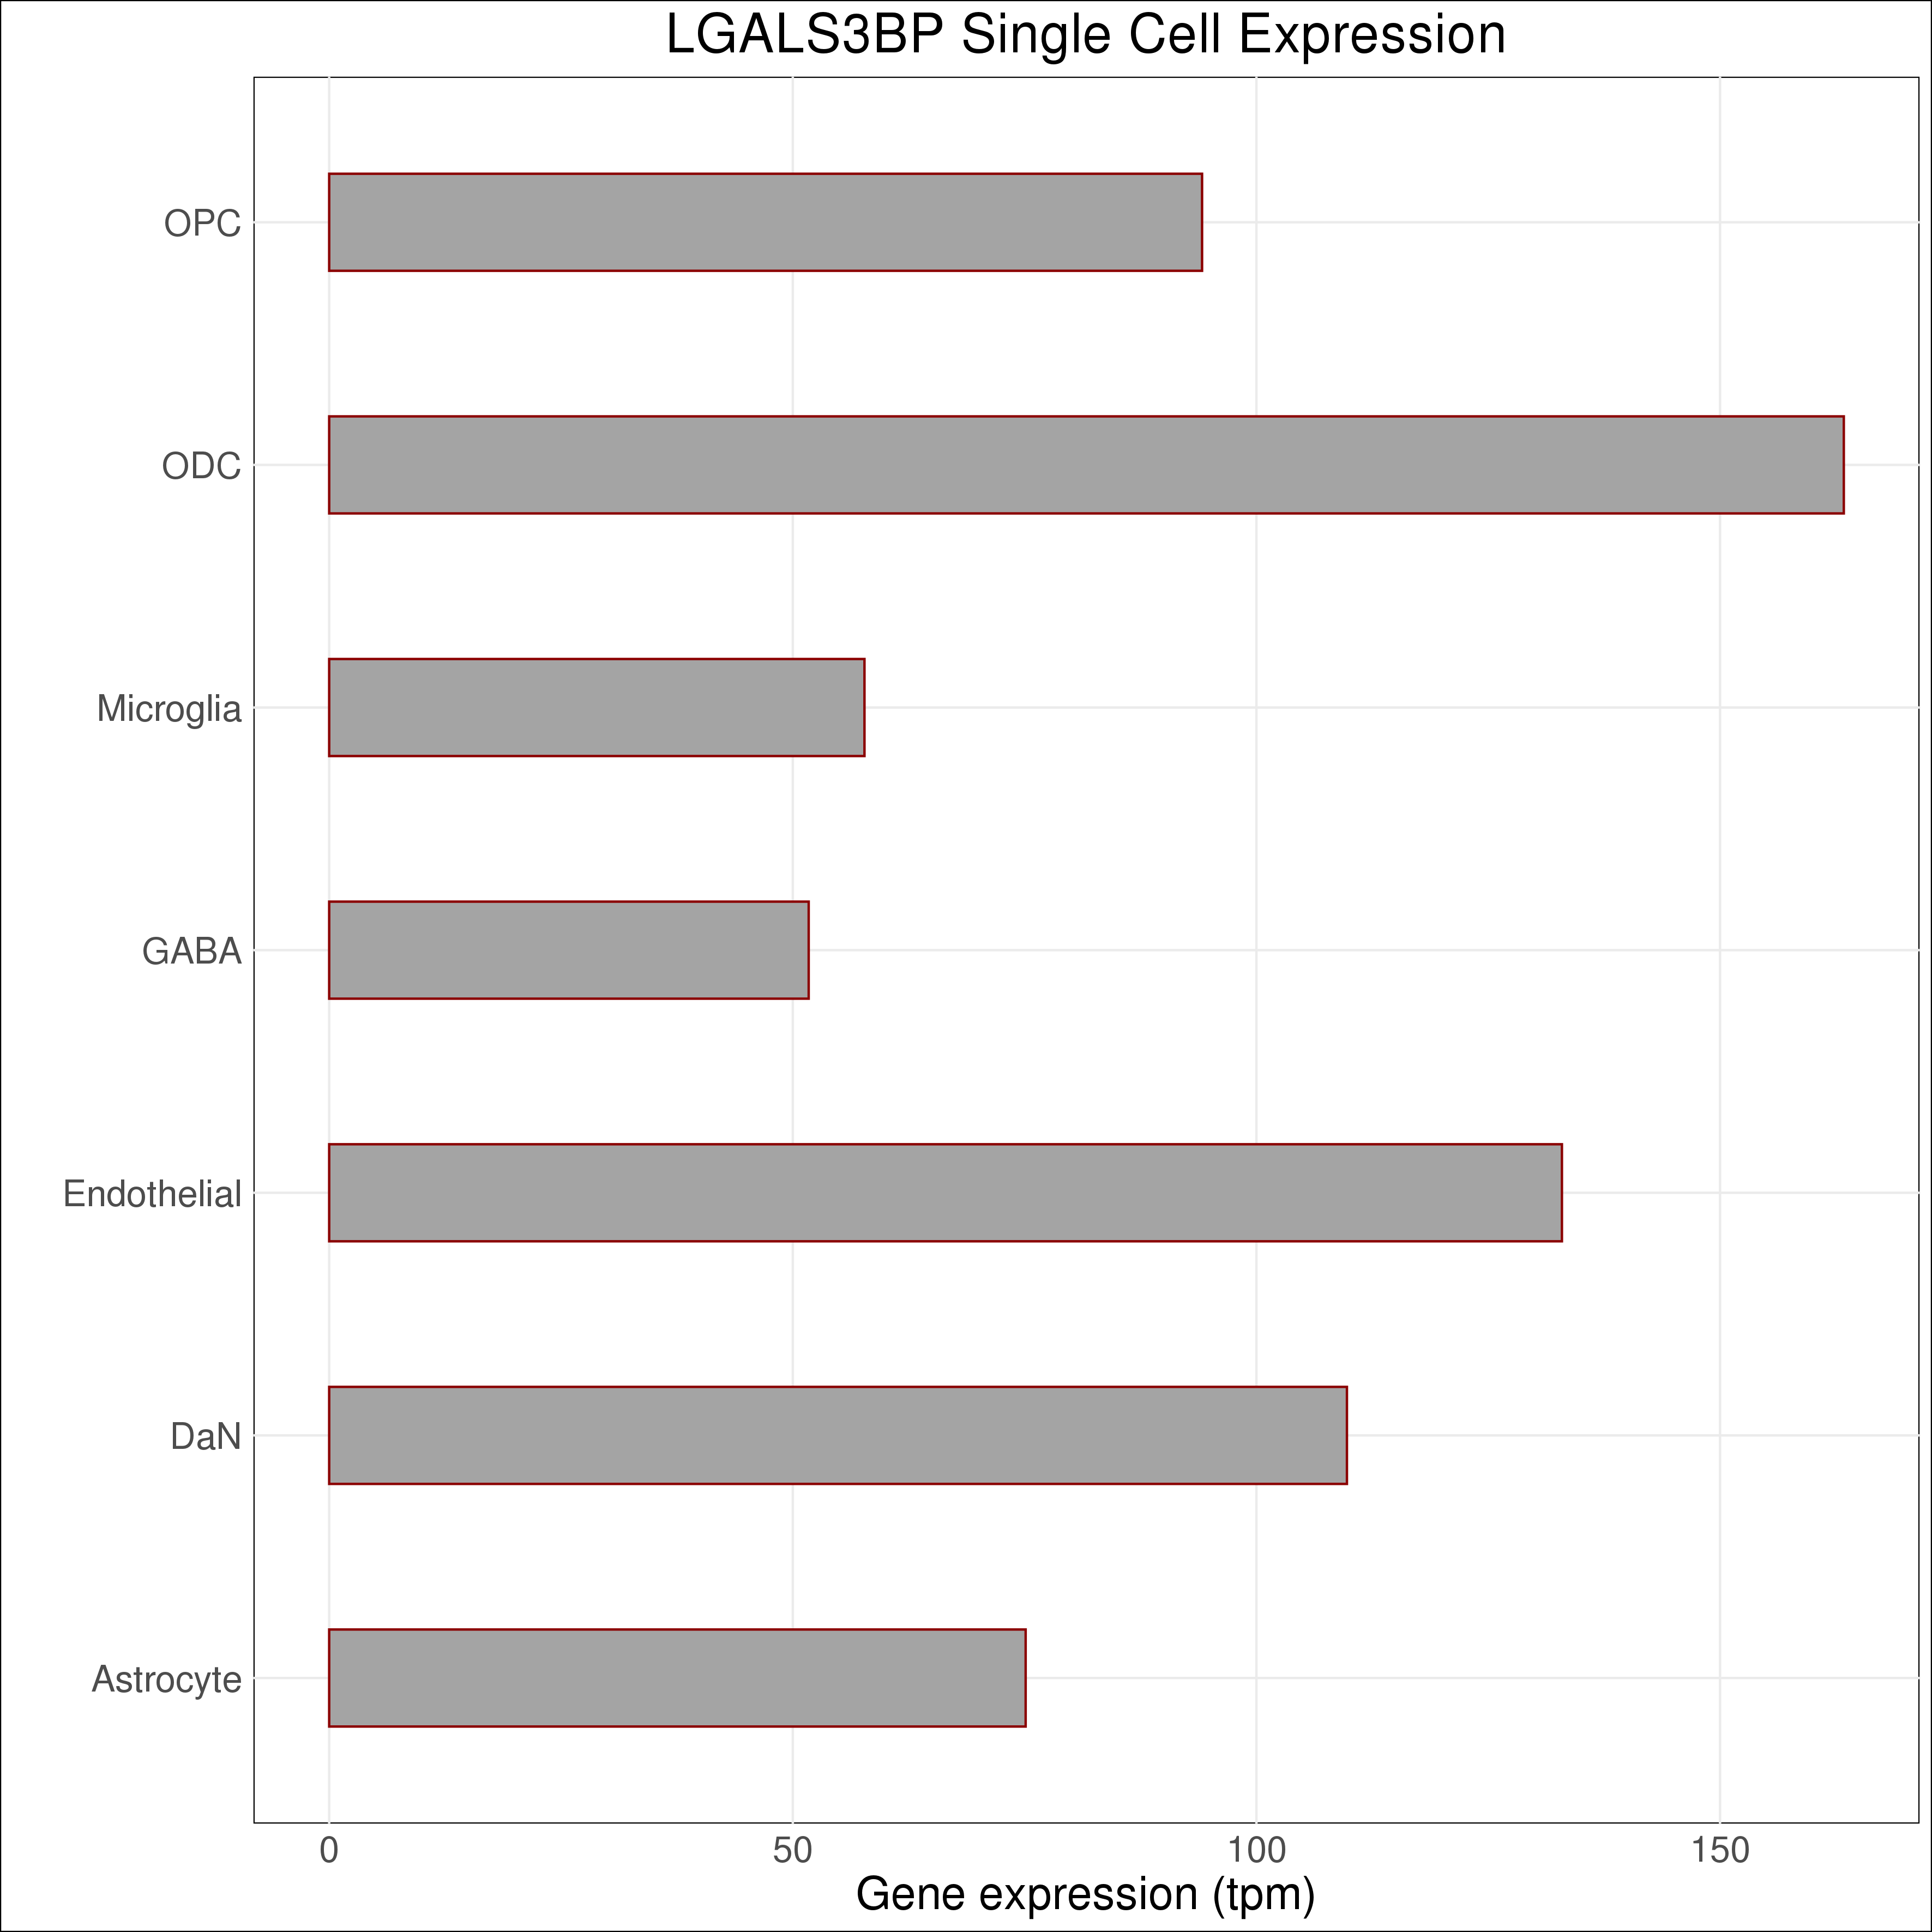 LGALS3BP Single Cell Expression
OPC
ODC
Microglia
GABA
Endothelial
DaN
Astrocyte
0 50 100 150
Gene expression (tpm)